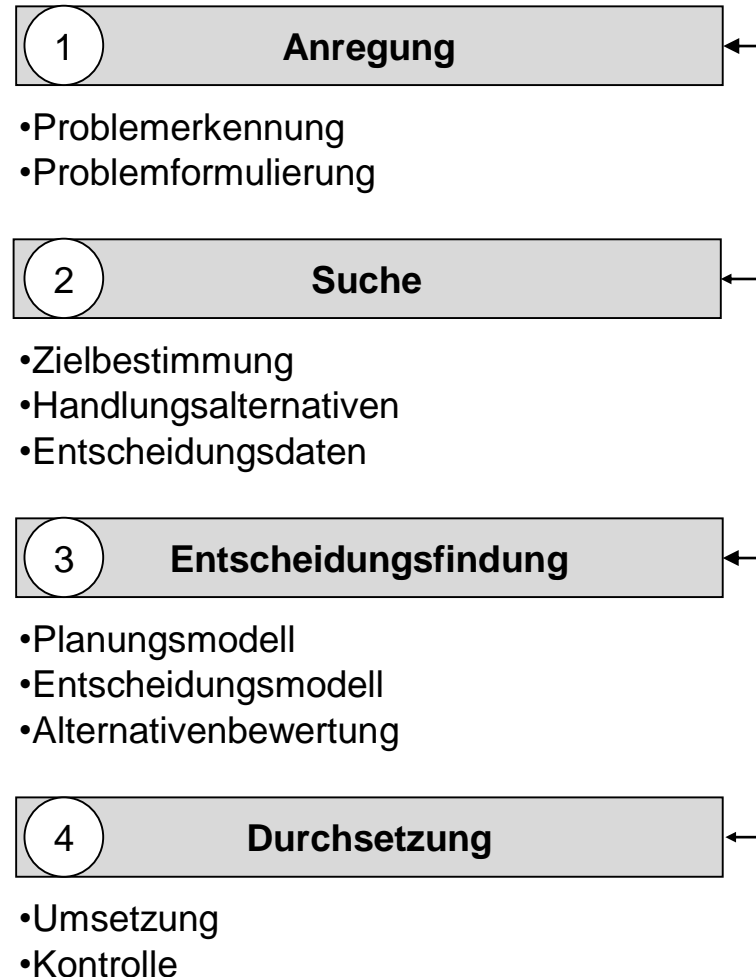 1 Anregung
•Problemerkennung
•Problemformulierung
2 Suche
•Zielbestimmung
•Handlungsalternativen
•Entscheidungsdaten
3 Entscheidungsfindung
•Planungsmodell
•Entscheidungsmodell
•Alternativenbewertung
4 Durchsetzung
•Umsetzung
•Kontrolle